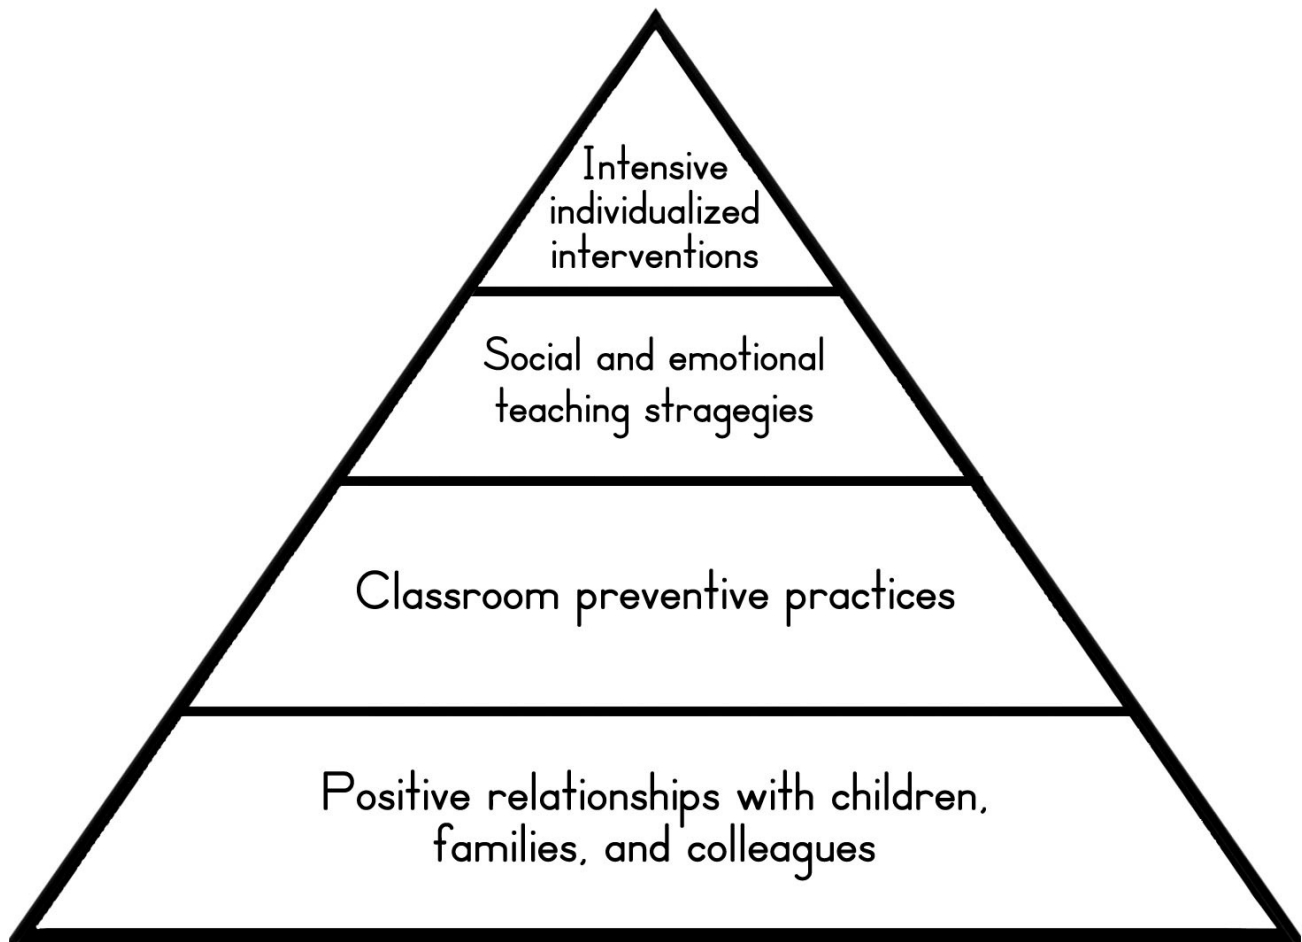 Intensive
individualized
interventions
Social and emotional
teaching stragegies
Classroom preventive practices
Positive relationships with children,
families, and colleagues